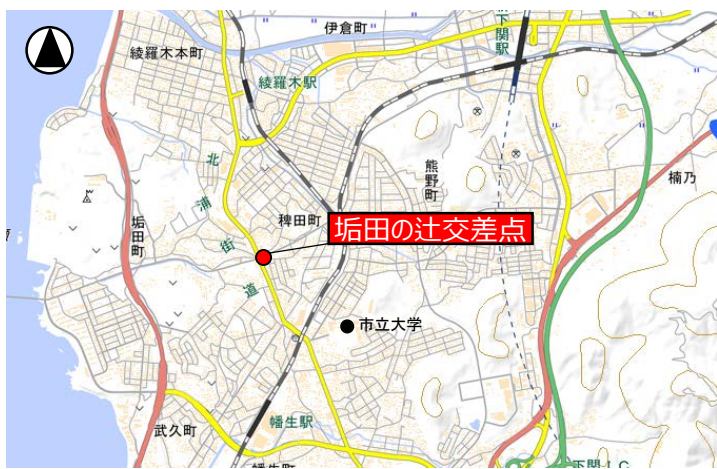 伊倉町
新下関駅
綾羅木本町
綾羅木駅
北浦街道
熊野町
楠乃
稗田町
垢田町
垢田の辻交差点
市立大学
幡生駅
武久町
幡生町
下関IC